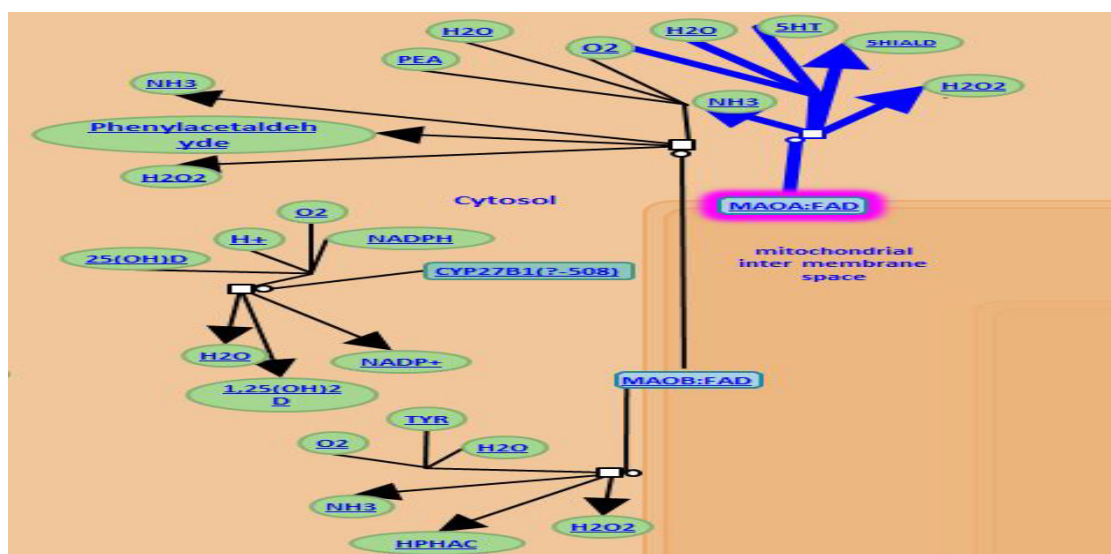 H2O
5HT
H2O
O2
5HIALD
PEA
NH3
NH3
H2O2
Phenylacetaldeh
yde
H2O2
Cytosol
MAOA:FAD
O2
H+
NADPH
mitochondrial
inter membrane
space
25(OH)D
CYP27B1(?-508)
H2O
NADP+
1,25(OH)2
D
MAOB:FAD
TYR
O2
H2O
NH3
H2O2
HPHAC